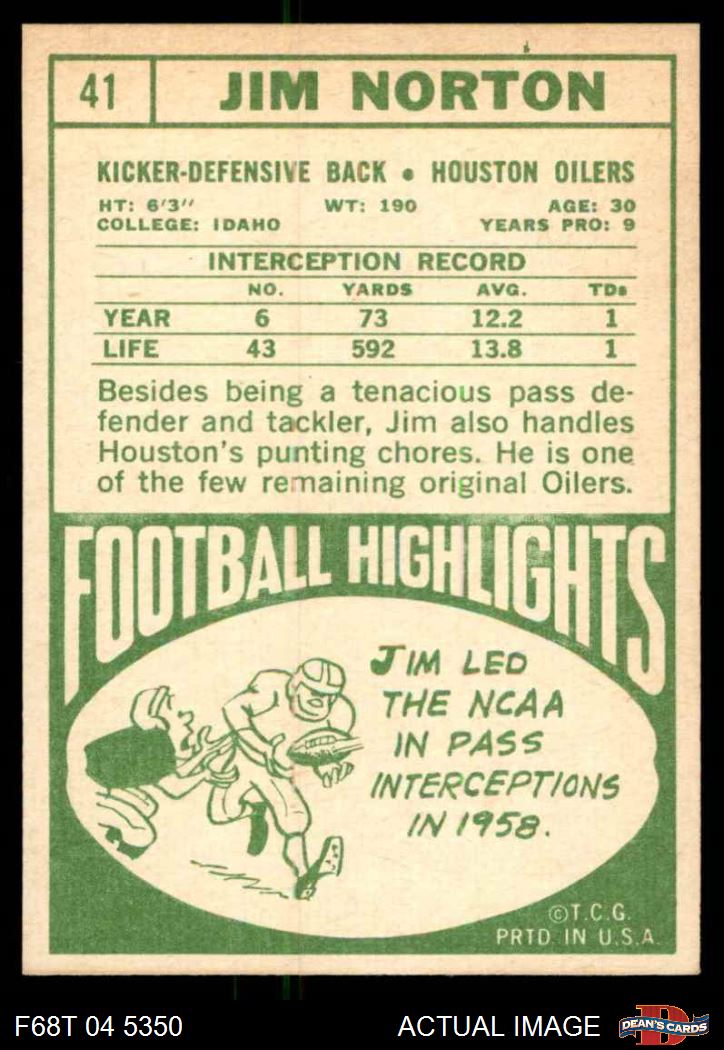 41 JIM NORTON
KICKER-DEFENSIVE BACK • HOUSTON OILERS
HT: 6'3" WT: 190 AGE: 30
COLLEGE: IDAHO YEARS PRO: 9
INTERCEPTION RECORD
NO. YARDS AVG. TDs
YEAR 6 73 12.2 1
LIFE 43 592 13.8 1
Besides being a tenacious pass de-
fender and tackler, Jim also handles
Houston's punting chores. He is one
of the few remaining original Oilers.
FOOTBALL HIGHLIGHTS
JIM LED
THE NCAA
IN PASS
INTERCEPTIONS
IN 1958.
©T.C.G.
PRTD. IN U.S.A.
F68T 04 5350 ACTUAL IMAGE D DEAN'S CARDS